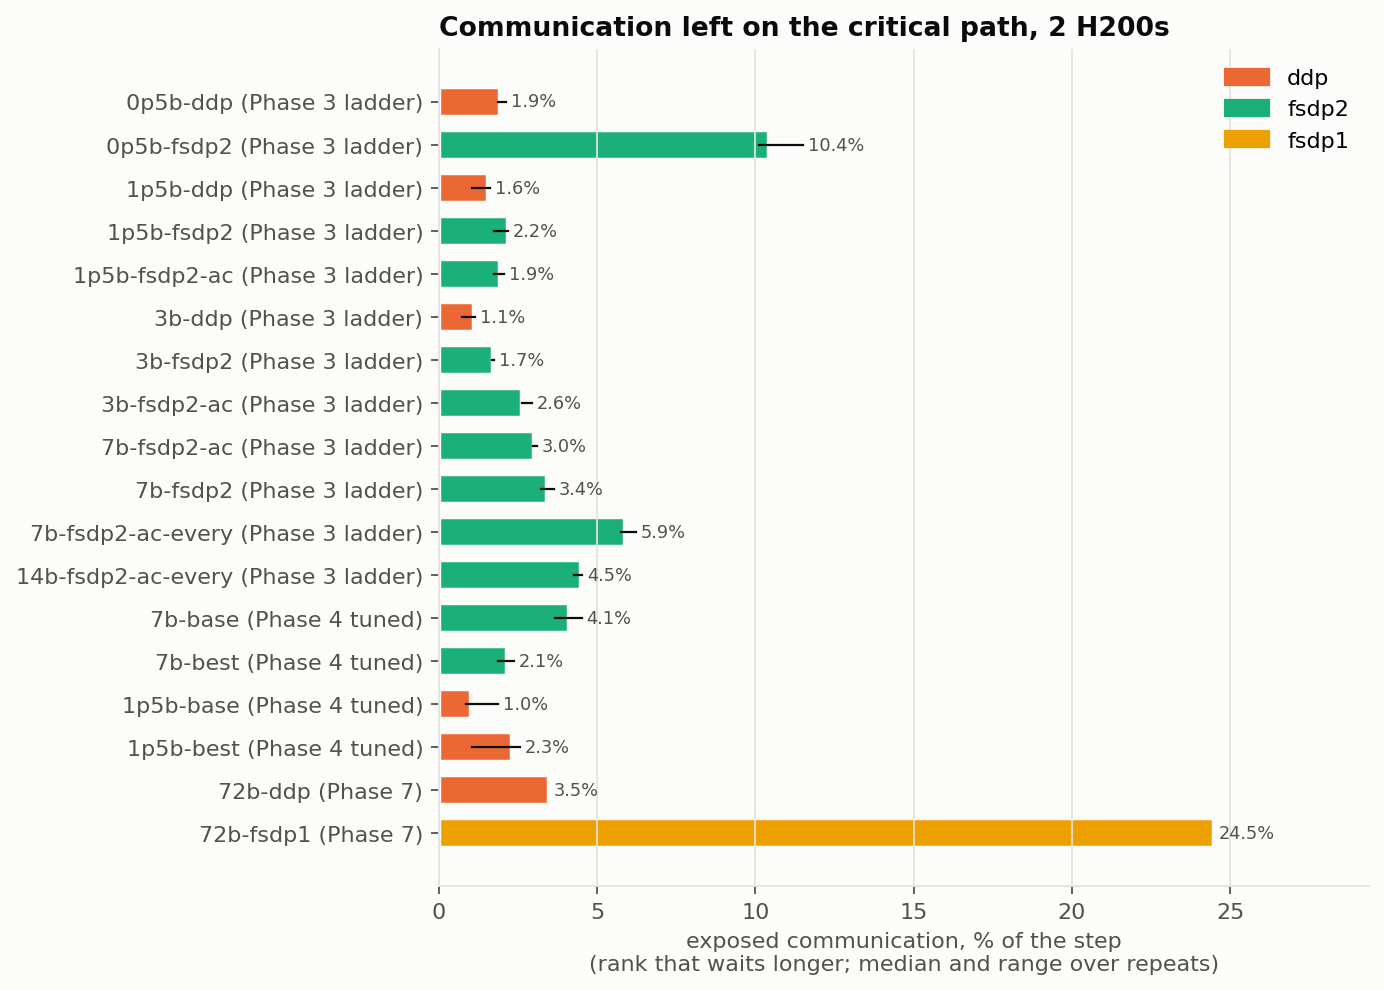 Communication left on the critical path, 2 H200s
ddp
fsdp2
fsdp1
0p5b-ddp (Phase 3 ladder) 1.9%
0p5b-fsdp2 (Phase 3 ladder) 10.4%
1p5b-ddp (Phase 3 ladder) 1.6%
1p5b-fsdp2 (Phase 3 ladder) 2.2%
1p5b-fsdp2-ac (Phase 3 ladder) 1.9%
3b-ddp (Phase 3 ladder) 1.1%
3b-fsdp2 (Phase 3 ladder) 1.7%
3b-fsdp2-ac (Phase 3 ladder) 2.6%
7b-fsdp2-ac (Phase 3 ladder) 3.0%
7b-fsdp2 (Phase 3 ladder) 3.4%
7b-fsdp2-ac-every (Phase 3 ladder) 5.9%
14b-fsdp2-ac-every (Phase 3 ladder) 4.5%
7b-base (Phase 4 tuned) 4.1%
7b-best (Phase 4 tuned) 2.1%
1p5b-base (Phase 4 tuned) 1.0%
1p5b-best (Phase 4 tuned) 2.3%
72b-ddp (Phase 7) 3.5%
72b-fsdp1 (Phase 7) 24.5%
0 5 10 15 20 25
exposed communication, % of the step
(rank that waits longer; median and range over repeats)